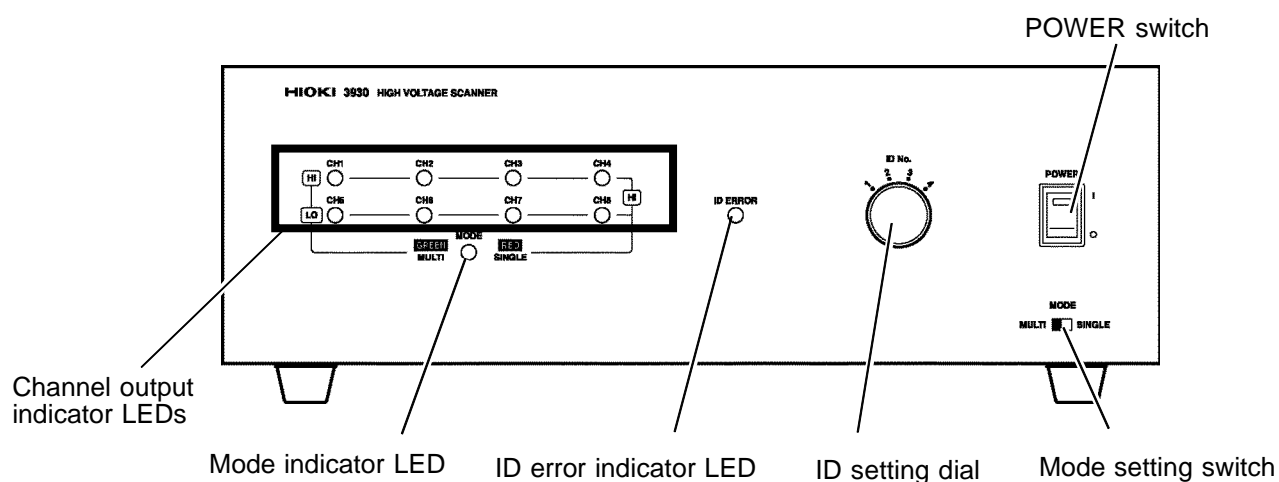 POWER switch
HIOKI 3930 HIGH VOLTAGE SCANNER
CH1 CH2 CH3 CH4
HI
HI
CH5 CH6 CH7 CH8
LO
ID ERROR
ID No.
1 2 3 4
POWER
I
O
MODE
GREEN RED
MULTI SINGLE
MODE
MULTI SINGLE
Channel output
indicator LEDs
Mode indicator LED
ID error indicator LED
ID setting dial
Mode setting switch